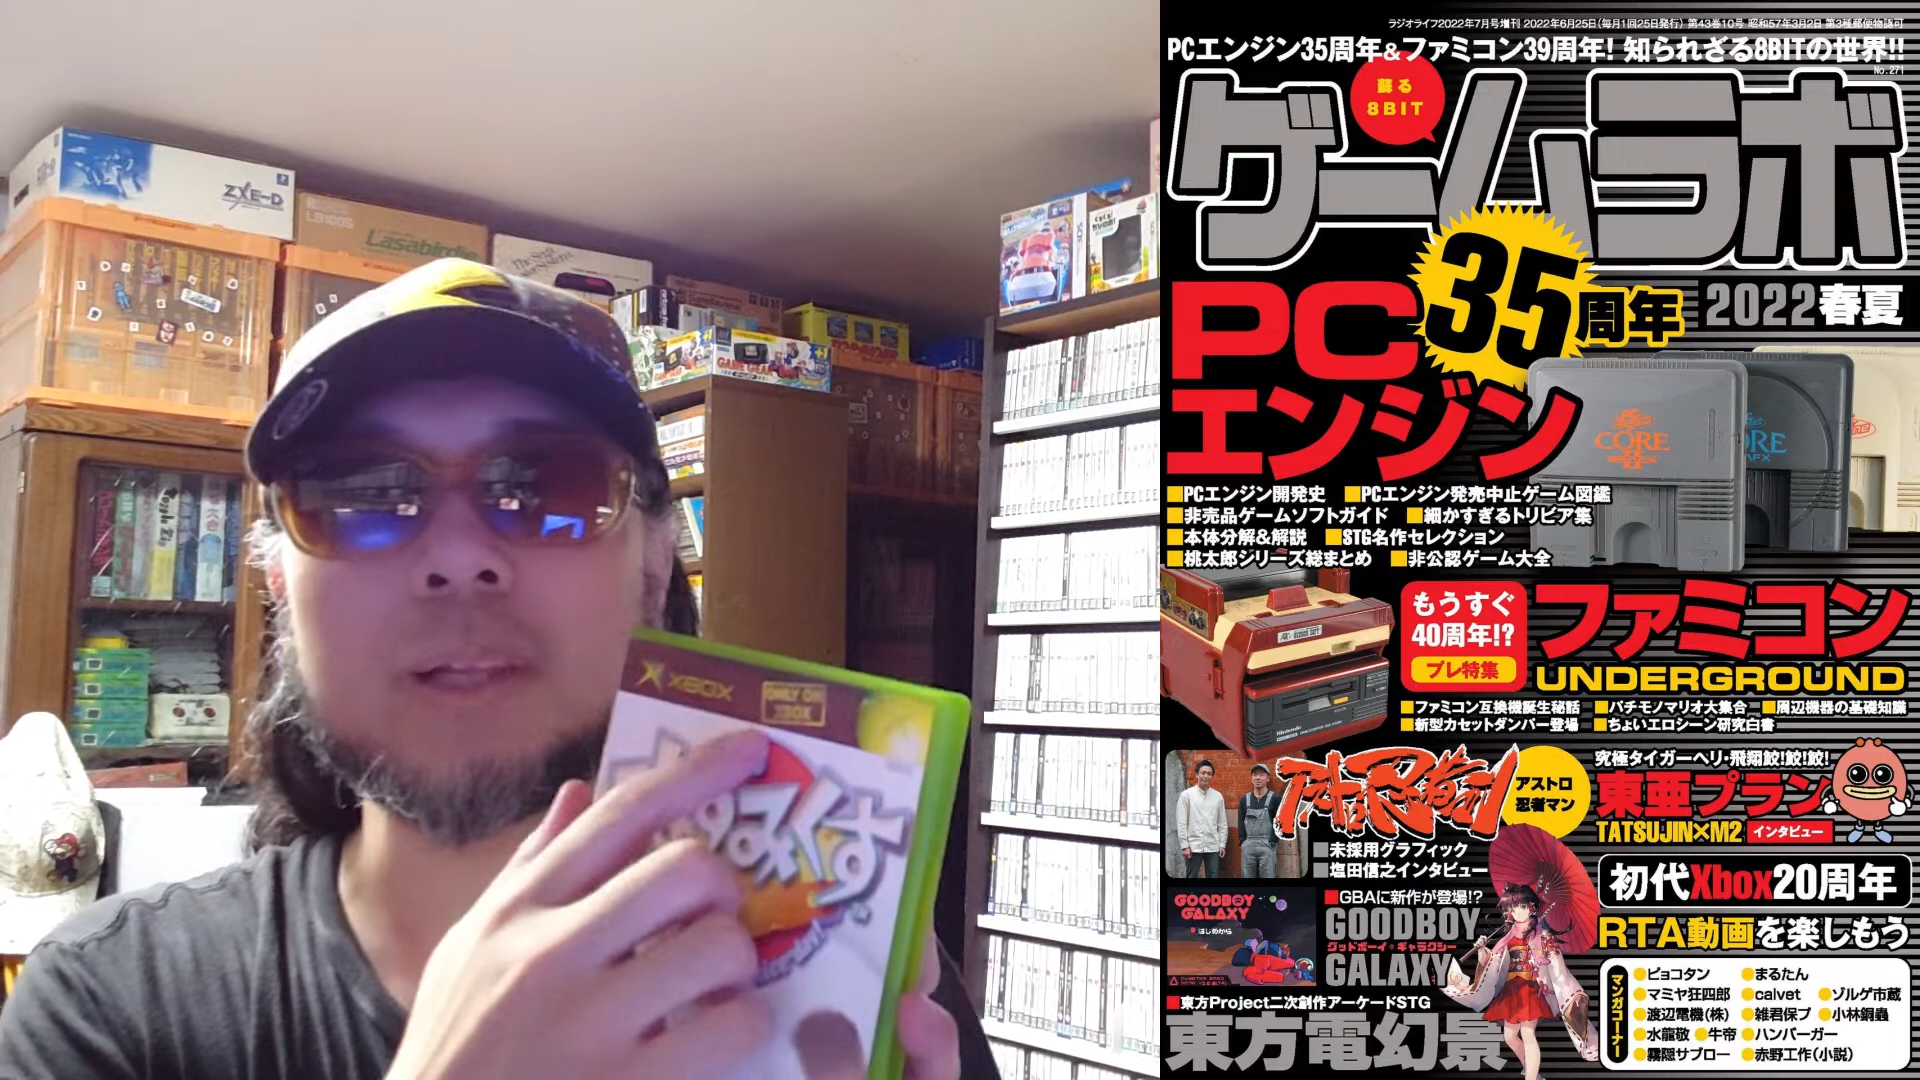 ZXE-D
LB100S
Lasabirdie
GAME GEAR
XBOX
ONLY ON
XBOX
ラジオライフ2022年7月号増刊 2022年6月25日(毎月1回25日発行) 第43巻10号 昭和57年3月2日 第3種郵便物認可
PCエンジン35周年&ファミコン39周年! 知られざる8BITの世界!!
No.271
蘇る
8BIT
ゲームラボ
2022春夏
PC
エンジン
35周年
CORE
CORE
■PCエンジン開発史 ■PCエンジン発売中止ゲーム図鑑
■非売品ゲームソフトガイド ■細かすぎるトリビア集
■本体分解&解説 ■STG名作セレクション
■桃太郎シリーズ総まとめ ■非公認ゲーム大全
もうすぐ
40周年!?
プレ特集
ファミコン
UNDERGROUND
■ファミコン互換機誕生秘話 ■パチモノマリオ大集合 ■周辺機器の基礎知識
■新型カセットダンパー登場 ■ちょいエロシーン研究白書
アストロ
忍者マン
■未採用グラフィック
■塩田信之インタビュー
究極タイガーヘリ・飛翔鮫!鮫!鮫!
東亜プラン
TATSUJIN×M2 インタビュー
初代Xbox20周年
RTA動画を楽しもう
GOODBOY
GALAXY
はじめから
■GBAに新作が登場!?
GOODBOY
グッドボーイ・ギャラクシー
GALAXY
■東方Project二次創作アーケードSTG
東方電幻景
マンガコーナー
●ピョコタン ●まるたん
●マミヤ狂四郎 ●calvet ●ゾルゲ市蔵
●渡辺電機(株) ●雑君保プ ●小林銅蟲
●水龍敬 ●牛帝 ●ハンバーガー
●霧隠サブロー ●赤野工作(小説)